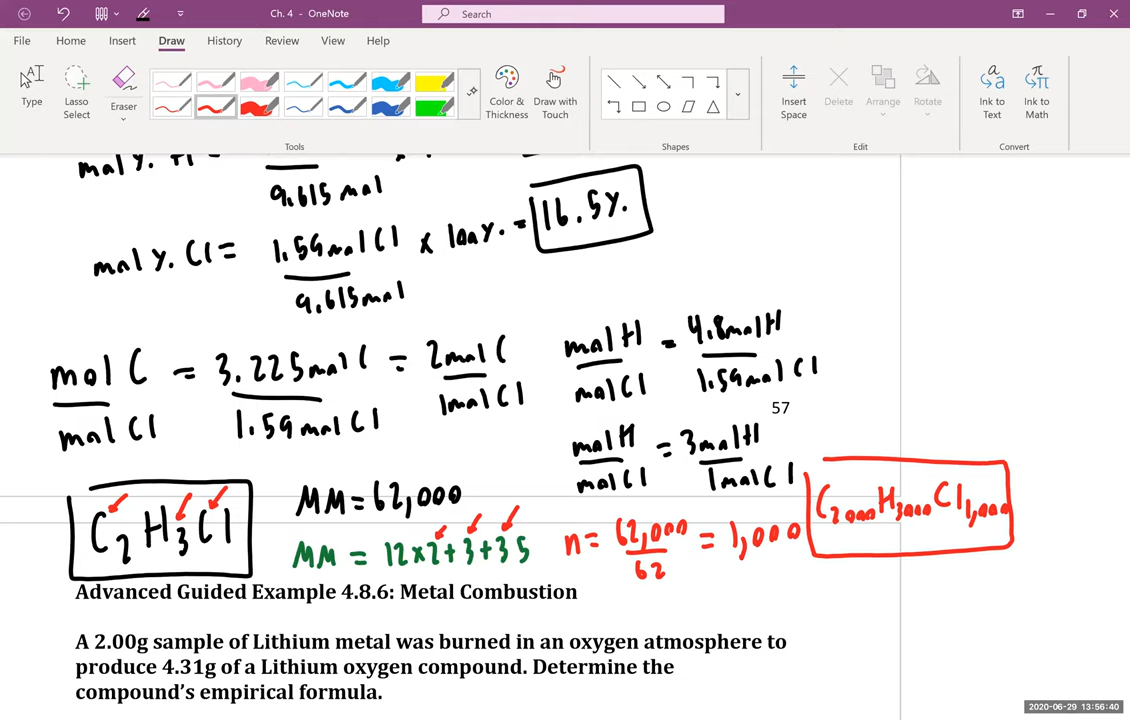 Ch. 4 - OneNote
Search
File Home Insert Draw History Review View Help
Type
Lasso Select
Eraser
Color & Thickness
Draw with Touch
Insert Space
Delete
Arrange
Rotate
Ink to Text
Ink to Math
Tools
Shapes
Edit
Convert
mol %. H =
9.615 mol
mol %. Cl = 1.59 mol Cl / 9.615 mol x 100 %. = 16.5 %.
mol C / mol Cl = 3.225 mol C / 1.59 mol Cl = 2 mol C / 1 mol Cl
mol H / mol Cl = 4.8 mol H / 1.59 mol Cl
57
mol H / mol Cl = 3 mol H / 1 mol Cl
C2H3Cl
MM = 62,000
MM = 12 x 2 + 3 + 35
n = 62,000 / 62 = 1,000
C2000H3000Cl1,000
Advanced Guided Example 4.8.6: Metal Combustion
A 2.00g sample of Lithium metal was burned in an oxygen atmosphere to
produce 4.31g of a Lithium oxygen compound. Determine the
compound's empirical formula.
2020-06-29 13:56:40